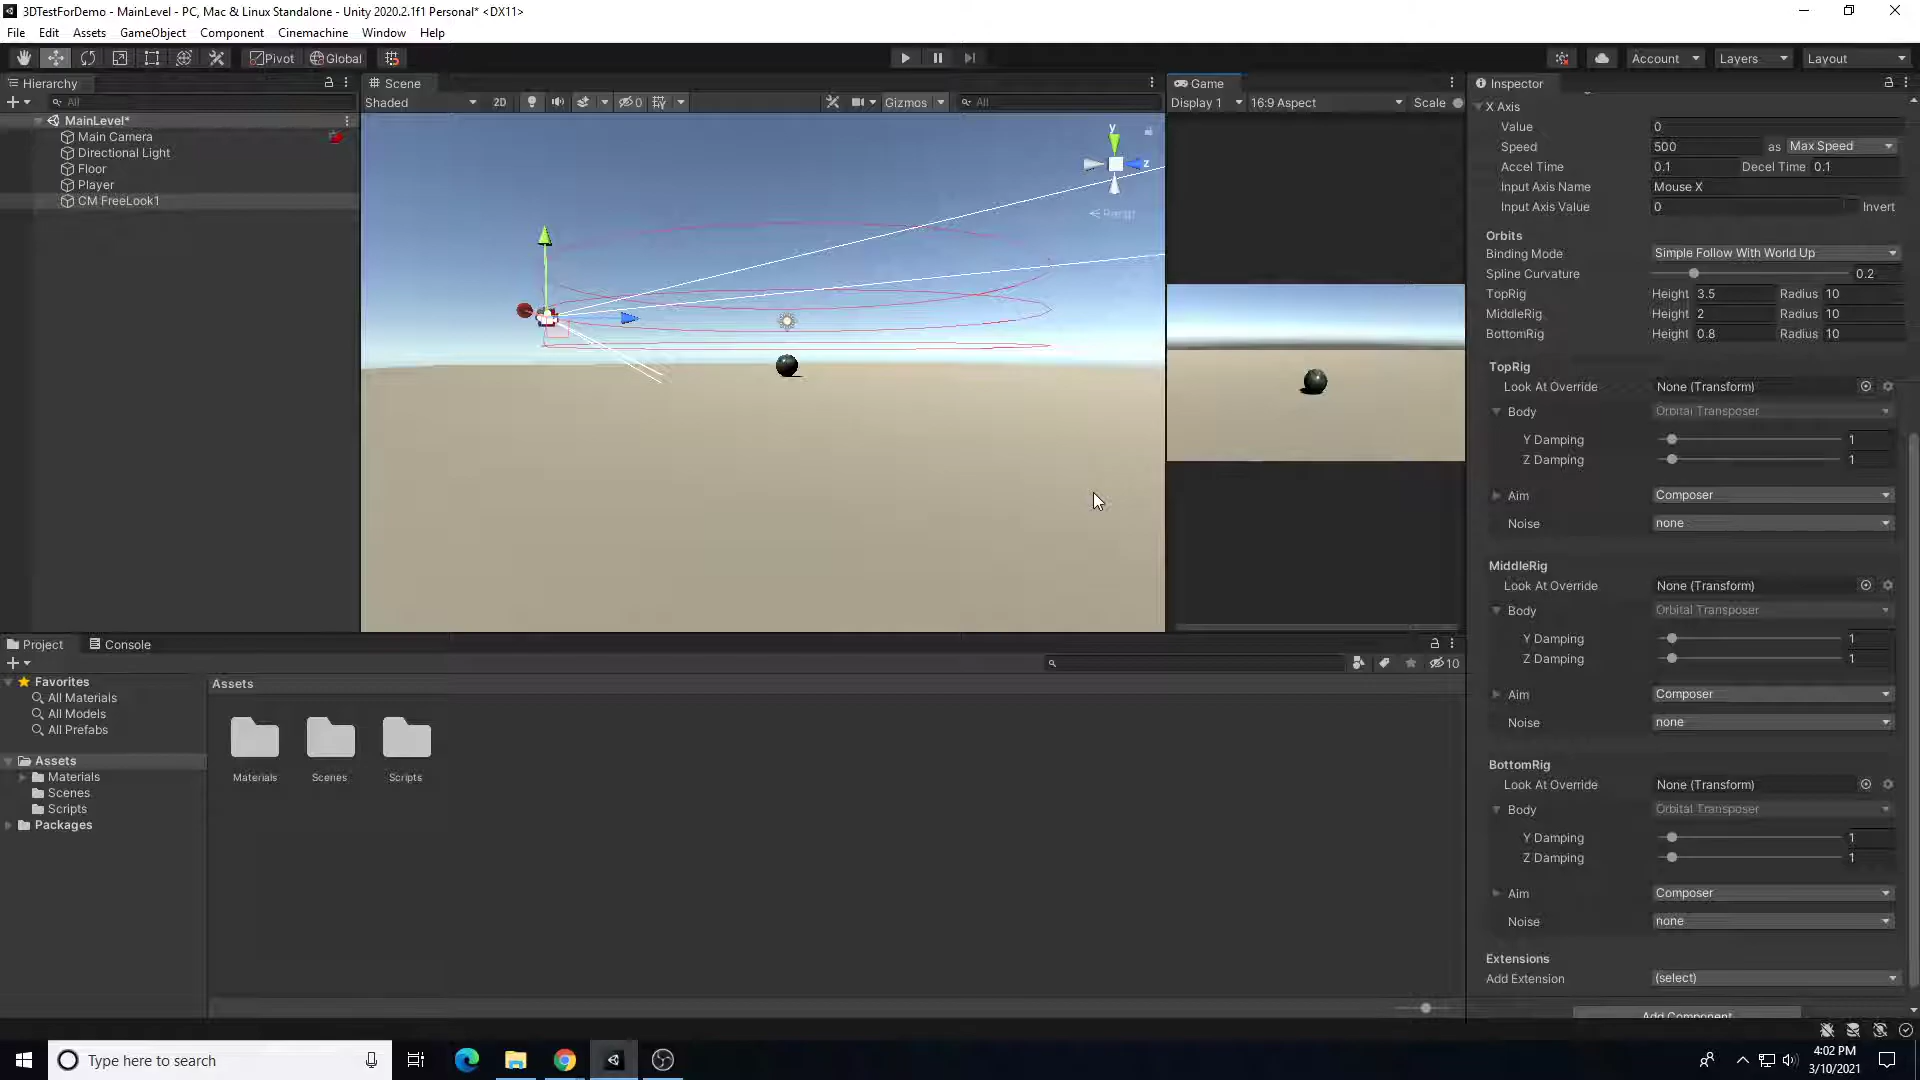 3DTestForDemo - MainLevel - PC, Mac & Linux Standalone - Unity 2020.2.1f1 Personal* <DX11>
File Edit Assets GameObject Component Cinemachine Window Help
Pivot Global Account Layers Layout
Hierarchy
All
MainLevel*
Main Camera
Directional Light
Floor
Player
CM FreeLook1
Scene
Shaded 2D 0 Gizmos All
y
z
Persp
Game
Display 1 16:9 Aspect Scale
Inspector
X Axis
Value 0
Speed 500 as Max Speed
Accel Time 0.1 Decel Time 0.1
Input Axis Name Mouse X
Input Axis Value 0 Invert
Orbits
Binding Mode Simple Follow With World Up
Spline Curvature 0.2
TopRig Height 3.5 Radius 10
MiddleRig Height 2 Radius 10
BottomRig Height 0.8 Radius 10
TopRig
Look At Override None (Transform)
Body Orbital Transposer
Y Damping 1
Z Damping 1
Aim Composer
Noise none
MiddleRig
Look At Override None (Transform)
Body Orbital Transposer
Y Damping 1
Z Damping 1
Aim Composer
Noise none
BottomRig
Look At Override None (Transform)
Body Orbital Transposer
Y Damping 1
Z Damping 1
Aim Composer
Noise none
Extensions
Add Extension (select)
Add Component
Project Console
10
Favorites
All Materials
All Models
All Prefabs
Assets
Materials
Scenes
Scripts
Packages
Assets
Materials Scenes Scripts
Type here to search
4:02 PM
3/10/2021